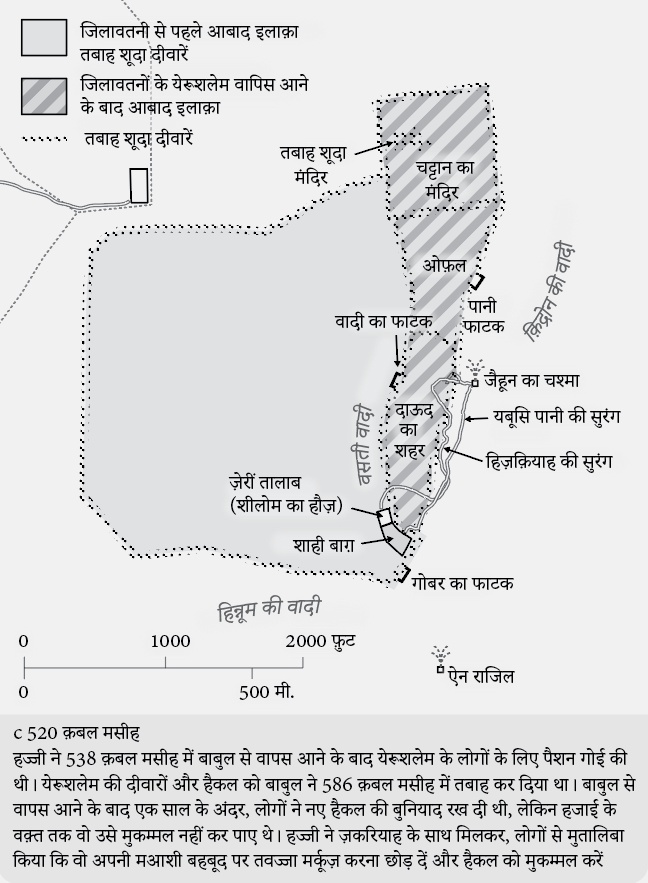 जिलावतनी से पहले आबाद इलाक़ा
तबाह शूदा दीवारें
जिलावतनों के येरूशलेम वापिस आने
के बाद आबाद इलाक़ा
तबाह शूदा दीवारें
तबाह शूदा
मंदिर
चट्टान का
मंदिर
ओफ़ल
पानी
फाटक
क़िद्रोन की वादी
वादी का फाटक
जैहून का चश्मा
दाऊद
का
शहर
वसती वादी
यबूसि पानी की सुरंग
हिज़क़ियाह की सुरंग
ज़ेरीं तालाब
(शीलोम का हौज़)
शाही बाग़
गोबर का फाटक
हिन्नूम की वादी
0 1000 2000 फ़ुट
0 500 मी.
ऐन राजिल
c 520 क़बल मसीह
हज्जी ने 538 क़बल मसीह में बाबुल से वापस आने के बाद येरूशलेम के लोगों के लिए पैशन गोई की
थी। येरूशलेम की दीवारों और हैकल को बाबुल ने 586 क़बल मसीह में तबाह कर दिया था। बाबुल से
वापस आने के बाद एक साल के अंदर, लोगों ने नए हैकल की बुनियाद रख दी थी, लेकिन हजाई के
वक़्त तक वो उसे मुकम्मल नहीं कर पाए थे। हज्जी ने ज़करियाह के साथ मिलकर, लोगों से मुतालिबा
किया कि वो अपनी मआशी बहबूद पर तवज्जा मर्कूज़ करना छोड़ दें और हैकल को मुकम्मल करें